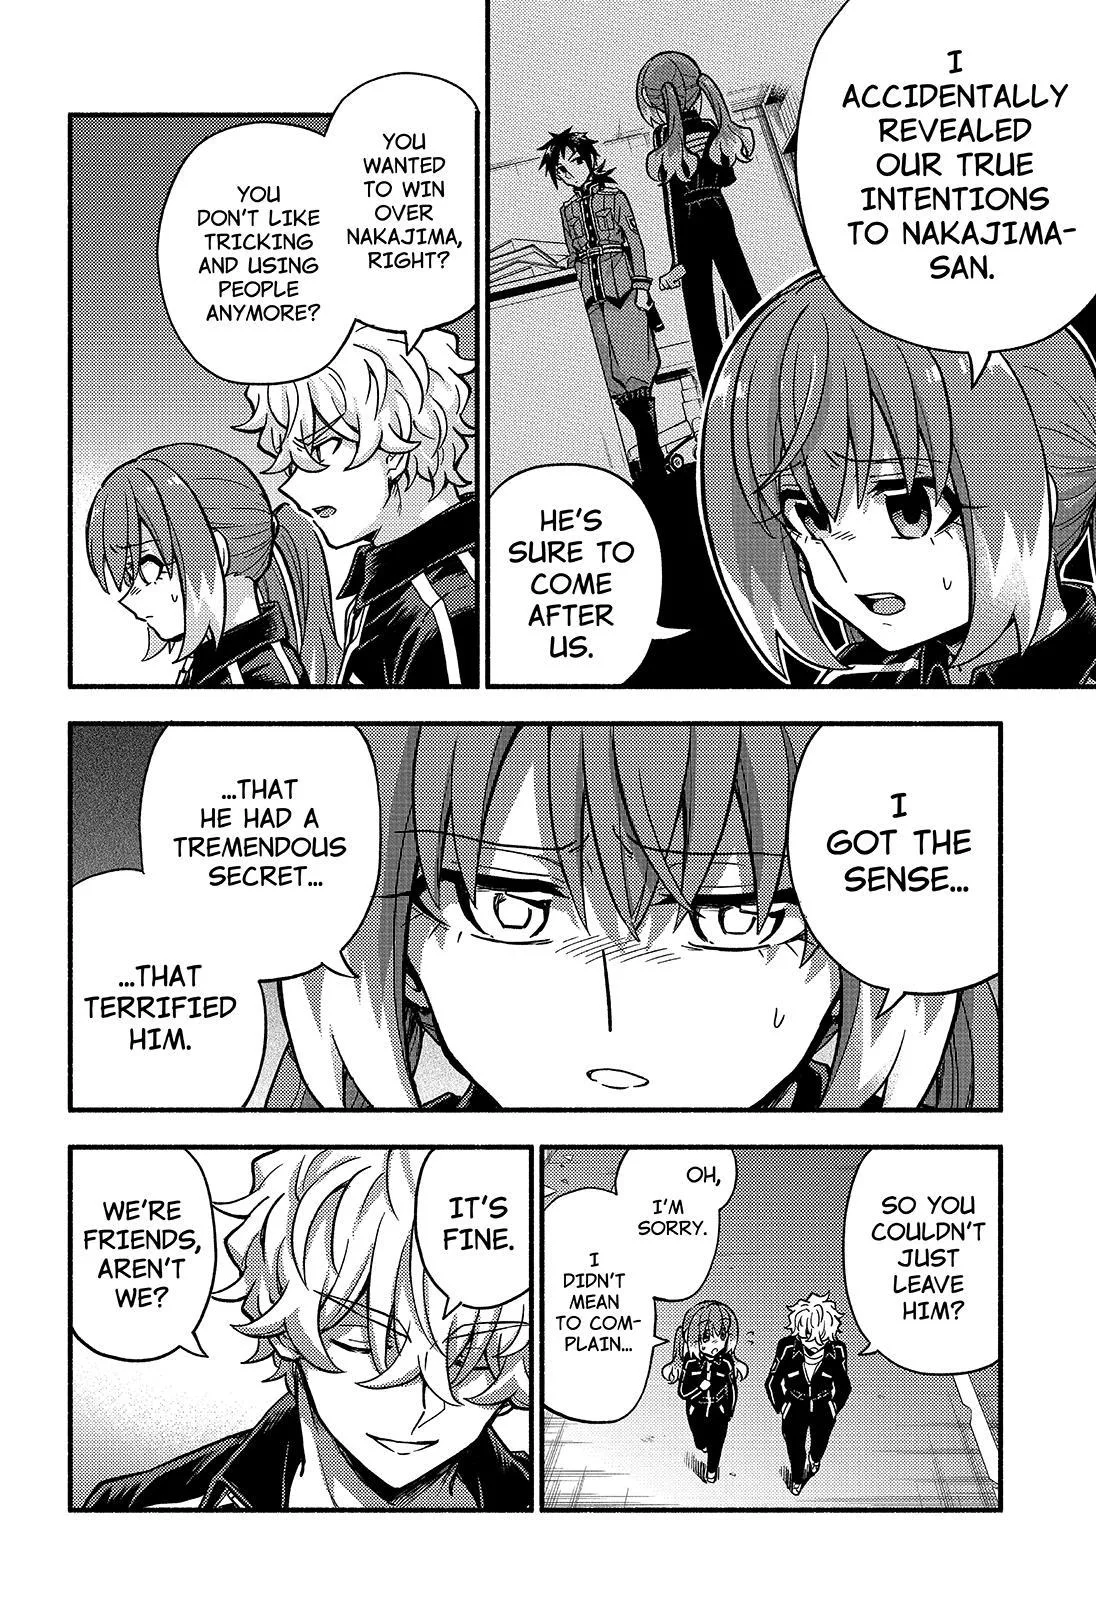 I
ACCIDENTALLY
REVEALED
OUR TRUE
INTENTIONS
TO NAKAJIMA-
SAN.
HE'S
SURE TO
COME
AFTER
US.
YOU
WANTED
TO WIN
OVER
NAKAJIMA,
RIGHT?
YOU
DON'T LIKE
TRICKING
AND USING
PEOPLE
ANYMORE?
I
GOT THE
SENSE...
...THAT
HE HAD A
TREMENDOUS
SECRET...
...THAT
TERRIFIED
HIM.
SO YOU
COULDN'T
JUST
LEAVE
HIM?
OH,
I'M
SORRY.
I
DIDN'T
MEAN
TO COM-
PLAIN...
IT'S
FINE.
WE'RE
FRIENDS,
AREN'T
WE?